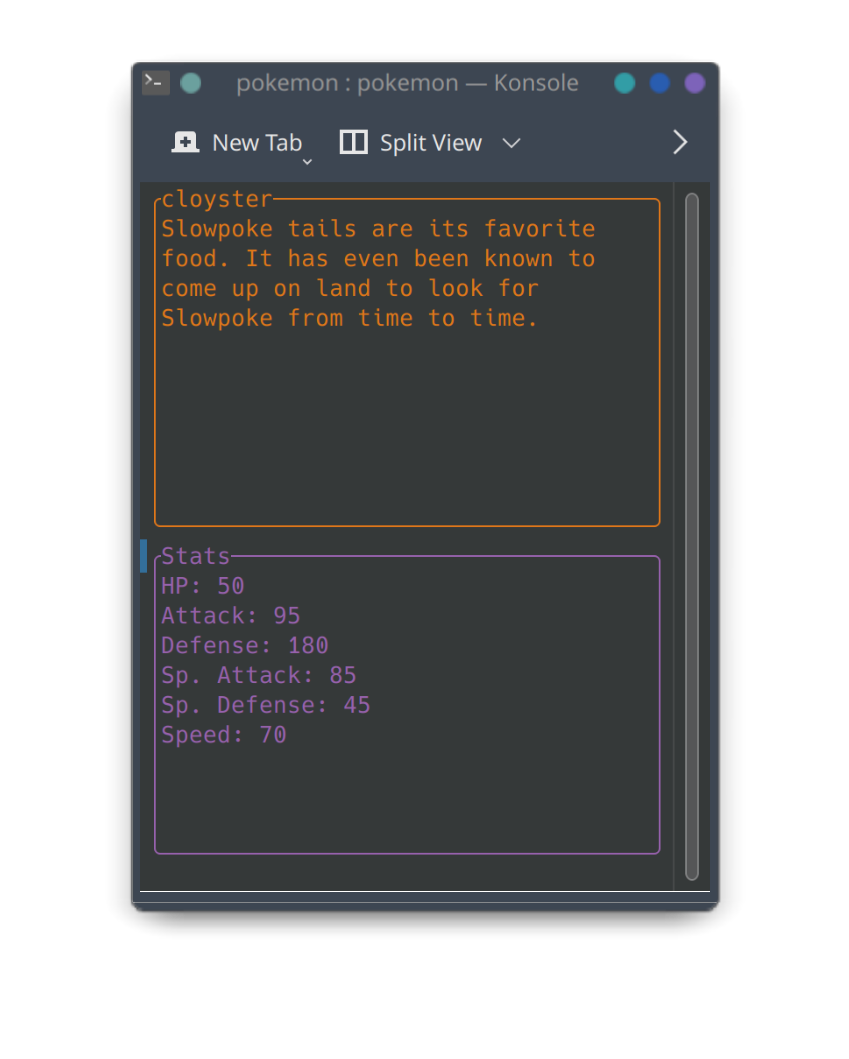 pokemon : pokemon — Konsole
New Tab
Split View
cloyster
Slowpoke tails are its favorite
food. It has even been known to
come up on land to look for
Slowpoke from time to time.
Stats
HP: 50
Attack: 95
Defense: 180
Sp. Attack: 85
Sp. Defense: 45
Speed: 70